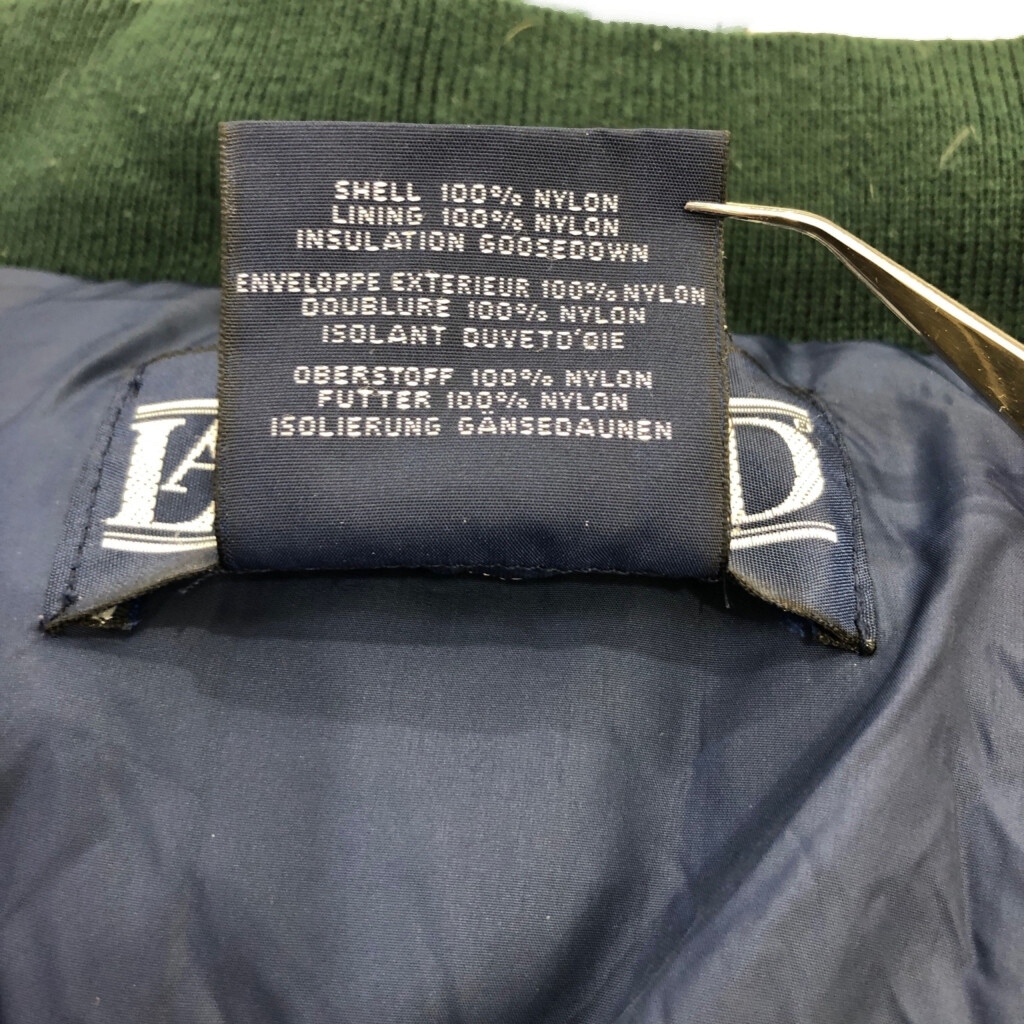 SHELL 100% NYLON
LINING 100% NYLON
INSULATION GOOSEDOWN
ENVELOPPE EXTERIEUR 100% NYLON
DOUBLURE 100% NYLON
ISOLANT DUVETD'OIE
OBERSTOFF 100% NYLON
FUTTER 100% NYLON
ISOLIERUNG GÄNSEDAUNEN